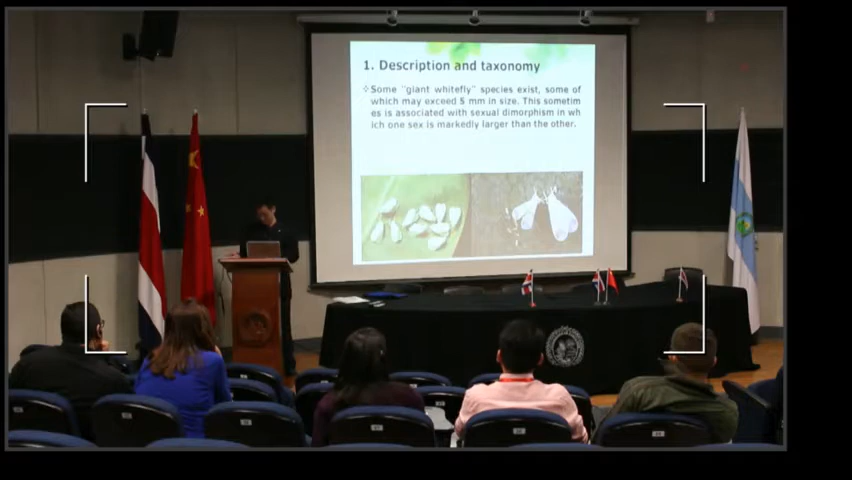 1. Description and taxonomy
Some "giant whitefly" species exist, some of
which may exceed 5 mm in size. This sometim
es is associated with sexual dimorphism in wh
ich one sex is markedly larger than the other.